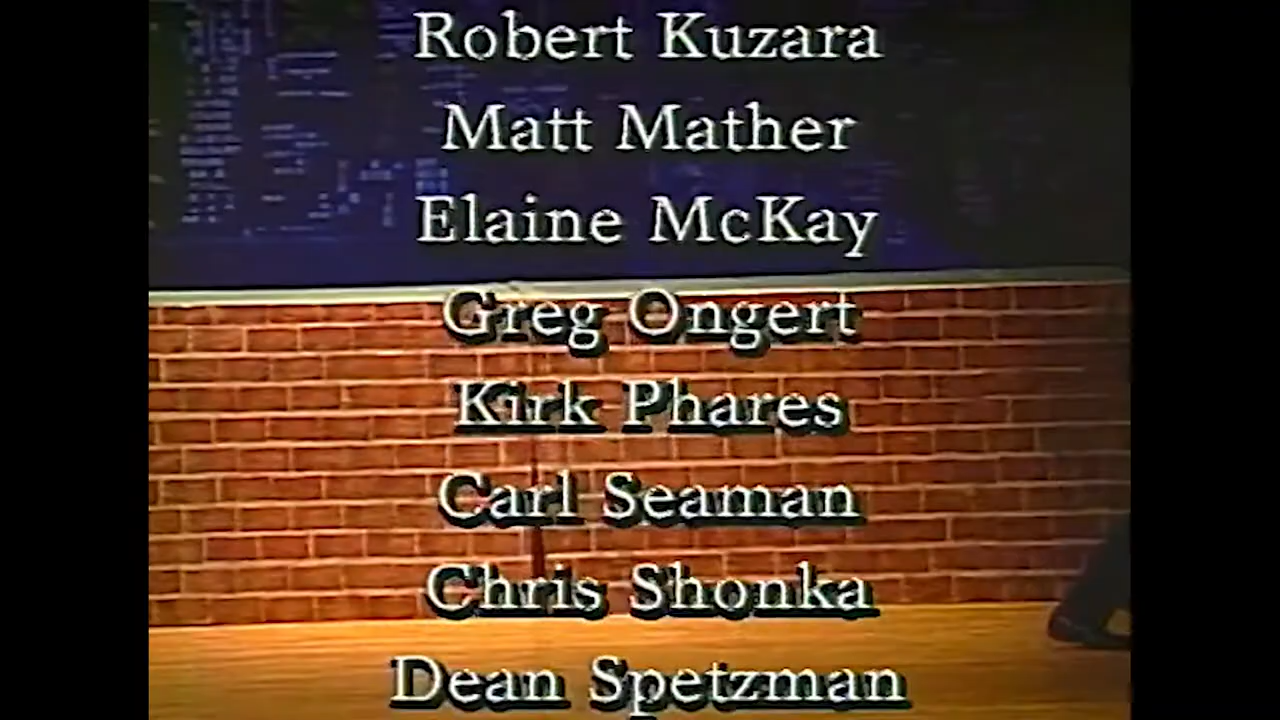 Robert Kuzara
Matt Mather
Elaine McKay
Greg Ongert
Kirk Phares
Carl Seaman
Chris Shonka
Dean Spetzman